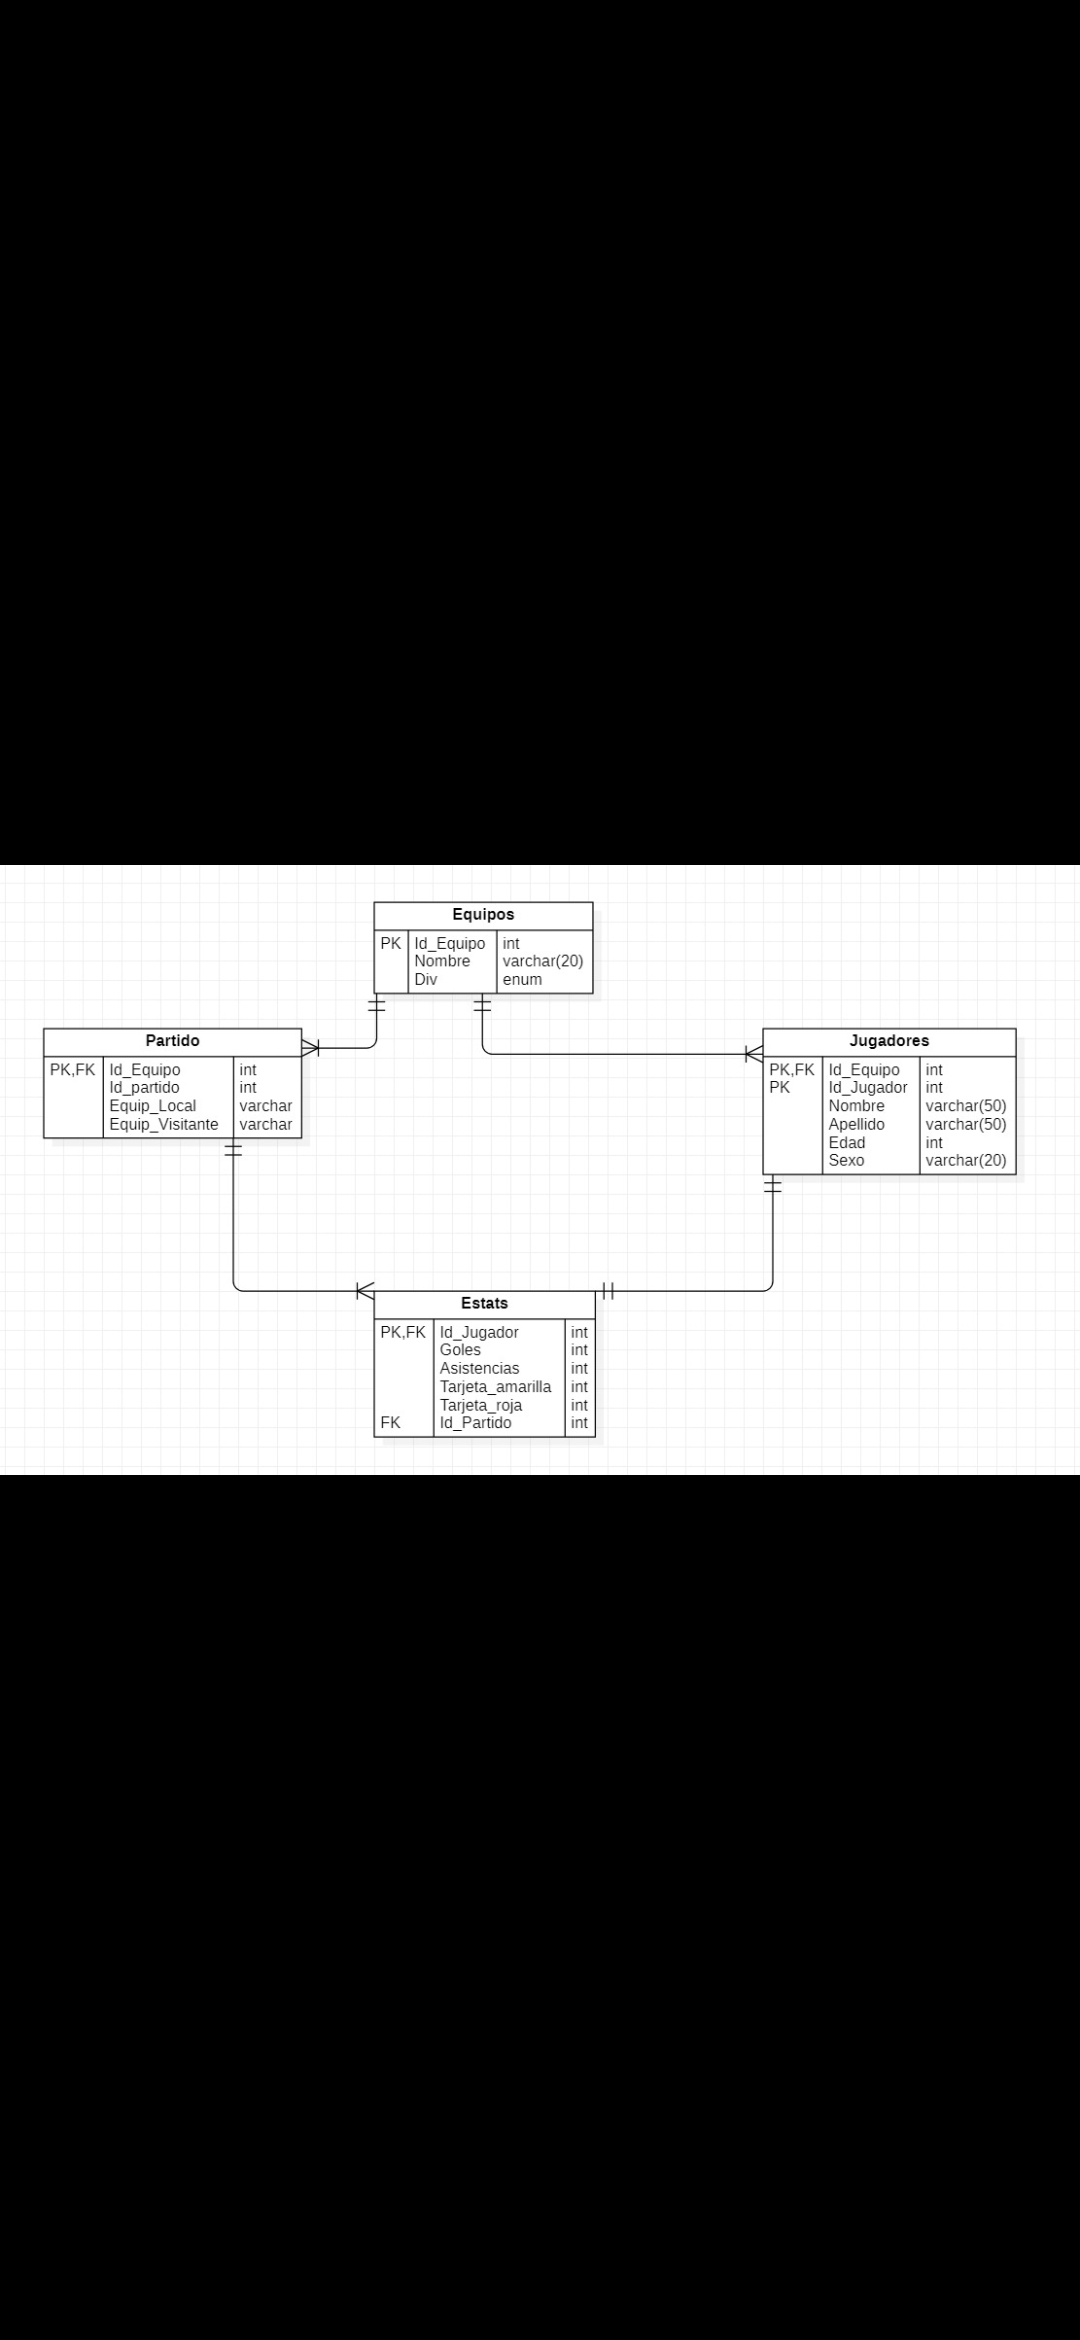 Equipos
PK Id_Equipo int
Nombre varchar(20)
Div enum
Partido
PK,FK Id_Equipo int
Id_partido int
Equip_Local varchar
Equip_Visitante varchar
Jugadores
PK,FK Id_Equipo int
PK Id_Jugador int
Nombre varchar(50)
Apellido varchar(50)
Edad int
Sexo varchar(20)
Estats
PK,FK Id_Jugador int
Goles int
Asistencias int
Tarjeta_amarilla int
Tarjeta_roja int
FK Id_Partido int